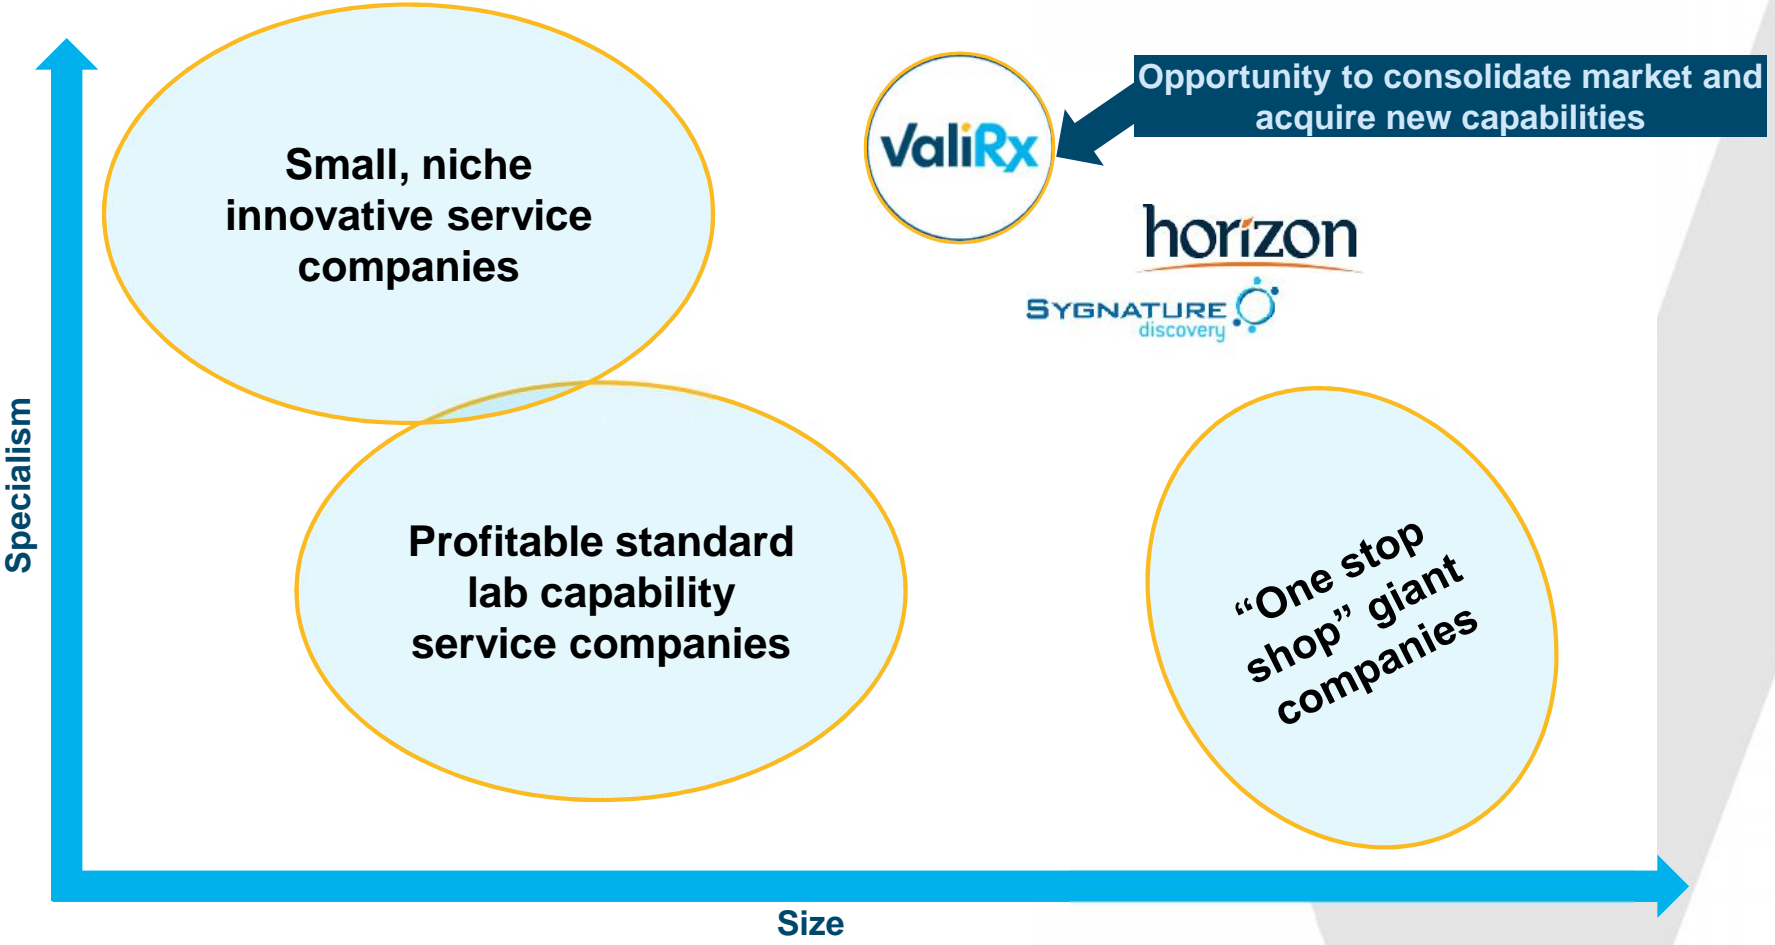 Opportunity to consolidate market and
acquire new capabilities
ValiRx
Small, niche
innovative service
companies
horizon
SYGNATURE
discovery
Specialism
Profitable standard
lab capability
service companies
“One stop
shop” giant
companies
Size